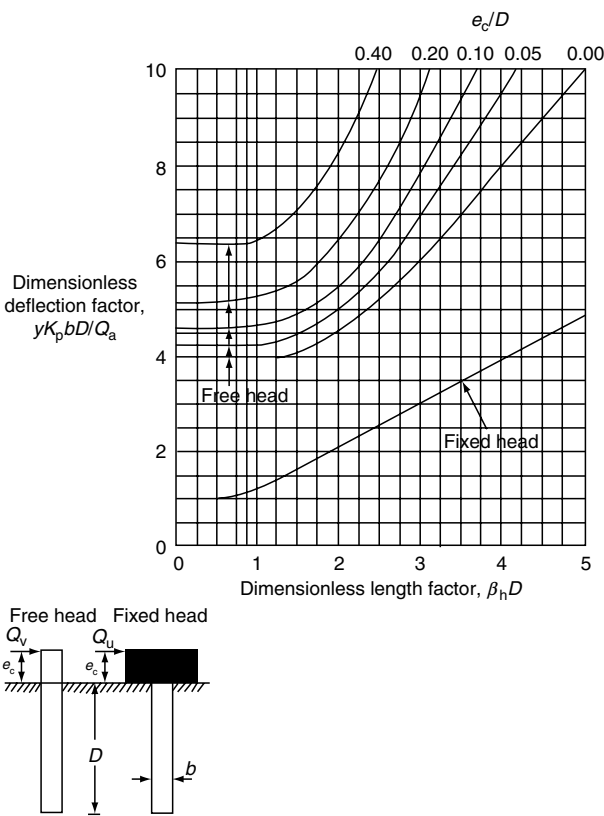 e_c/D
0.40 0.20 0.10 0.05 0.00
10
8
6
4
2
0
Dimensionless
deflection factor,
yK_pbD/Q_a
Free head
Fixed head
0 1 2 3 4 5
Dimensionless length factor, β_hD
Free head Fixed head
Q_v Q_u
e_c e_c
D
b